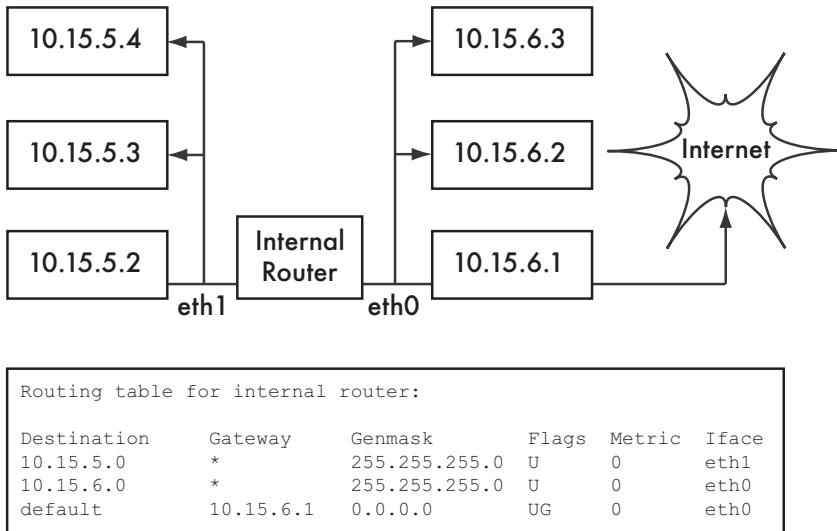 10.15.5.4
10.15.6.3
10.15.5.3
10.15.6.2
Internet
10.15.5.2
Internal
Router
10.15.6.1
eth1
eth0
Routing table for internal router:
Destination Gateway Genmask Flags Metric Iface
10.15.5.0 * 255.255.255.0 U 0 eth1
10.15.6.0 * 255.255.255.0 U 0 eth0
default 10.15.6.1 0.0.0.0 UG 0 eth0